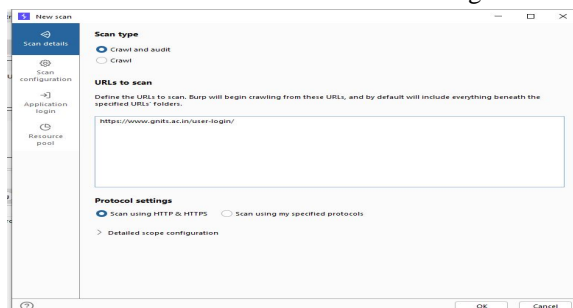 New scan
Scan details
Scan configuration
Application login
Resource pool
Scan type
Crawl and audit
Crawl
URLs to scan
Define the URLs to scan. Burp will begin crawling from these URLs, and by default will include everything beneath the
specified URLs' folders.
https://www.gnits.ac.in/user-login/
Protocol settings
Scan using HTTP & HTTPS Scan using my specified protocols
Detailed scope configuration
OK Cancel